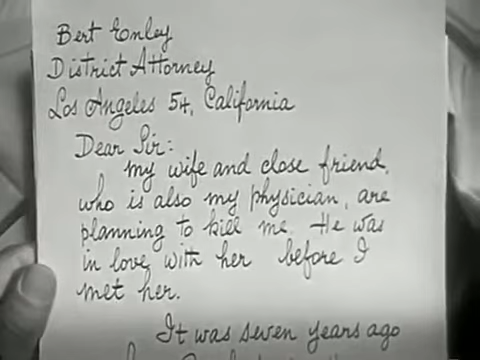 Bert Enley
District Attorney
Los Angeles 54, California
Dear Sir:
My wife and close friend,
who is also my physician, are
planning to kill me. He was
in love with her before I
met her.
It was seven years ago